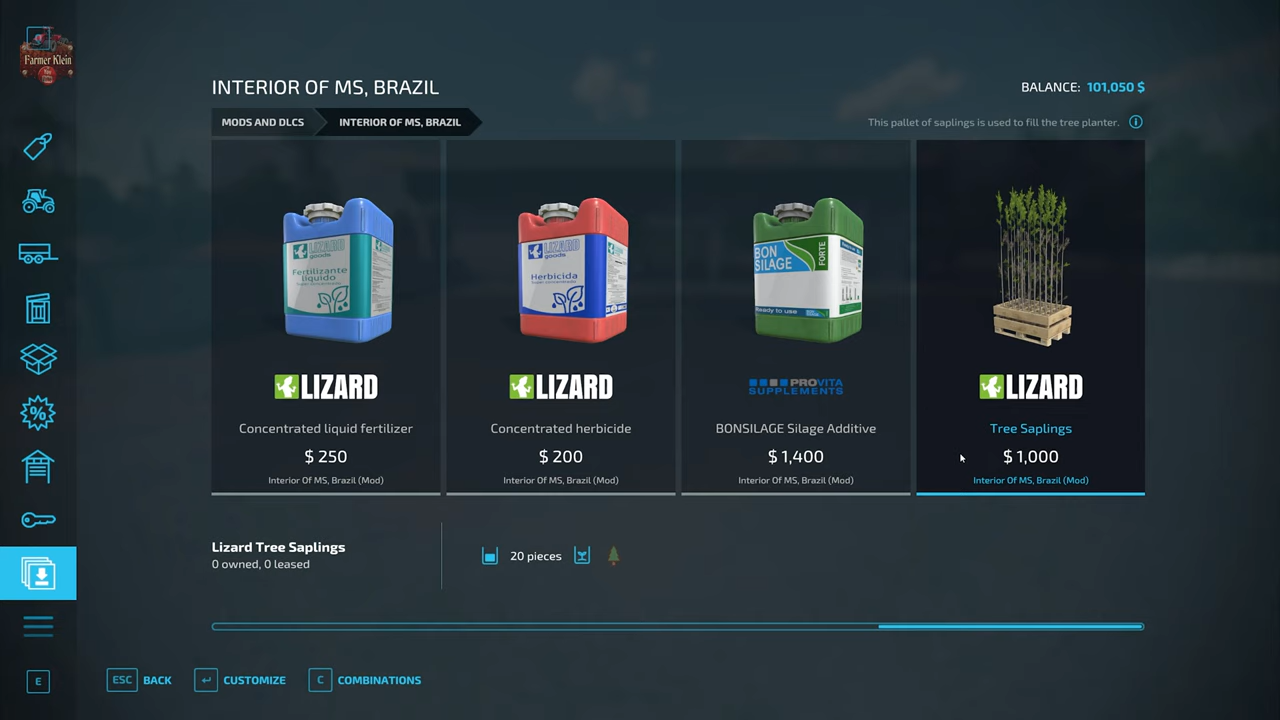 Farmer Klein
INTERIOR OF MS, BRAZIL
BALANCE: 101,050 $
MODS AND DLCS
INTERIOR OF MS, BRAZIL
This pallet of saplings is used to fill the tree planter.
LIZARD
goods
Fertilizante
líquido
LIZARD
Concentrated liquid fertilizer
$ 250
Interior Of MS, Brazil (Mod)
LIZARD
goods
Herbicida
LIZARD
Concentrated herbicide
$ 200
Interior Of MS, Brazil (Mod)
BON
SILAGE
FORTE
Ready to use
PROVITA
SUPPLEMENTS
BONSILAGE Silage Additive
$ 1,400
Interior Of MS, Brazil (Mod)
LIZARD
Tree Saplings
$ 1,000
Interior Of MS, Brazil (Mod)
Lizard Tree Saplings
0 owned, 0 leased
20 pieces
E
ESC BACK
CUSTOMIZE
C COMBINATIONS